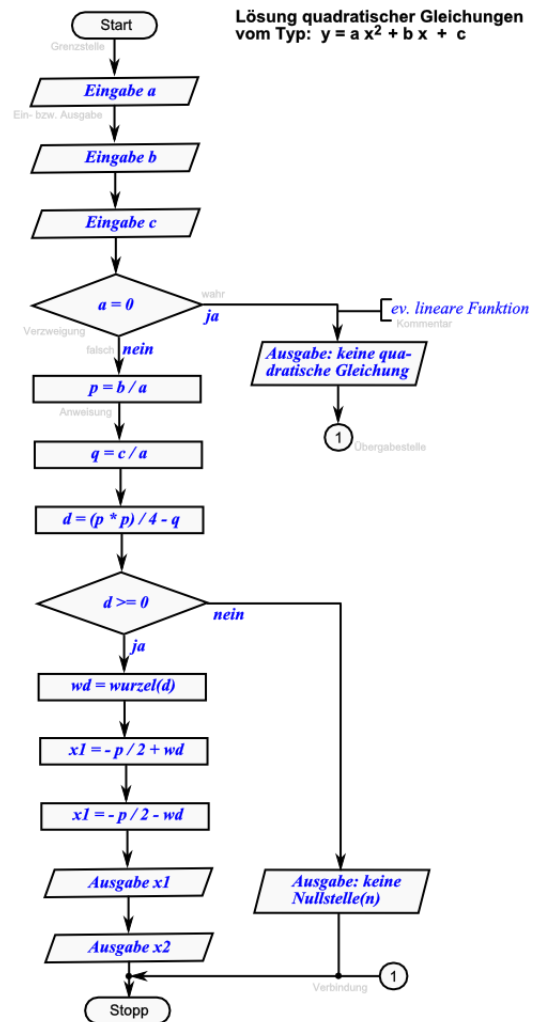 Lösung quadratischer Gleichungen
vom Typ: y = a x² + b x + c
Start
Grenzstelle
Eingabe a
Ein- bzw. Ausgabe
Eingabe b
Eingabe c
a = 0
wahr
ja
ev. lineare Funktion
Kommentar
Verzweigung
falsch
nein
Ausgabe: keine qua-
dratische Gleichung
p = b / a
Anweisung
1
Übergabestelle
q = c / a
d = (p * p) / 4 - q
d >= 0
nein
ja
wd = wurzel(d)
x1 = - p / 2 + wd
x1 = - p / 2 - wd
Ausgabe x1
Ausgabe: keine
Nullstelle(n)
Ausgabe x2
1
Verbindung
Stopp